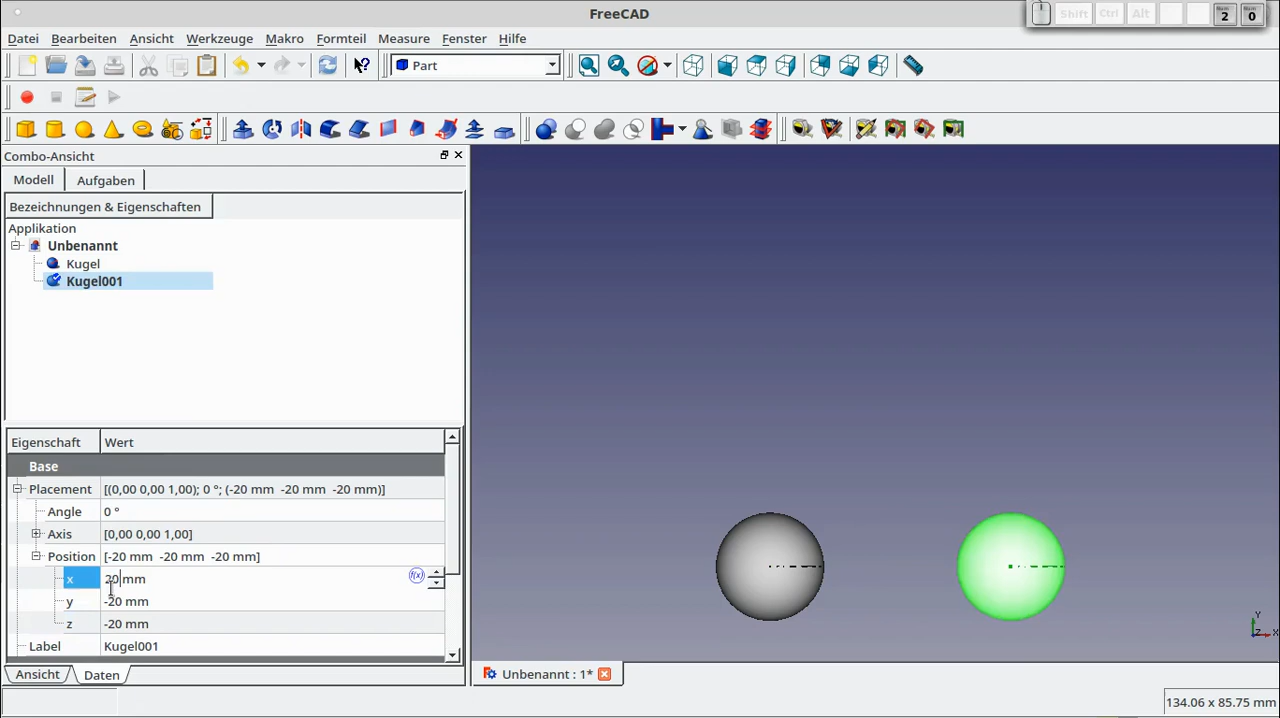 FreeCAD
Shift Ctrl Alt Num 2 Num 0
Datei Bearbeiten Ansicht Werkzeuge Makro Formteil Measure Fenster Hilfe
Part
Combo-Ansicht
Modell Aufgaben
Bezeichnungen & Eigenschaften
Applikation
Unbenannt
Kugel
Kugel001
Eigenschaft Wert
Base
Placement [(0,00 0,00 1,00); 0 °; (-20 mm -20 mm -20 mm)]
Angle 0 °
Axis [0,00 0,00 1,00]
Position [-20 mm -20 mm -20 mm]
x 20 mm f(x)
y -20 mm
z -20 mm
Label Kugel001
Ansicht Daten
Unbenannt : 1*
Y
Z X
134.06 x 85.75 mm